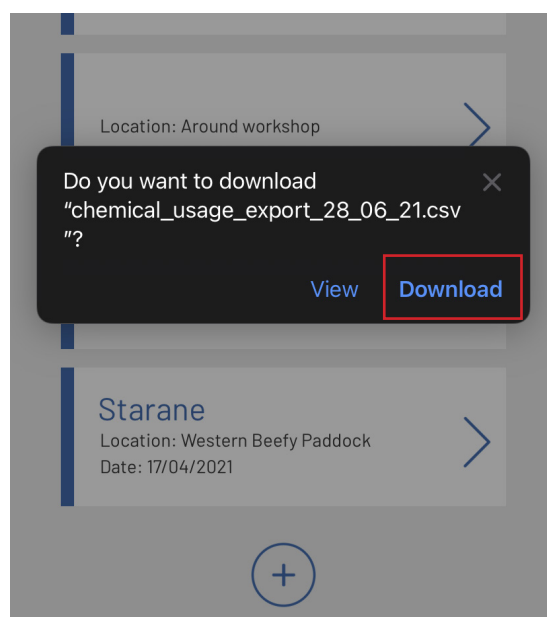 Location: Around workshop
Do you want to download
“chemical_usage_export_28_06_21.csv
”?
View
Download
Starane
Location: Western Beefy Paddock
Date: 17/04/2021